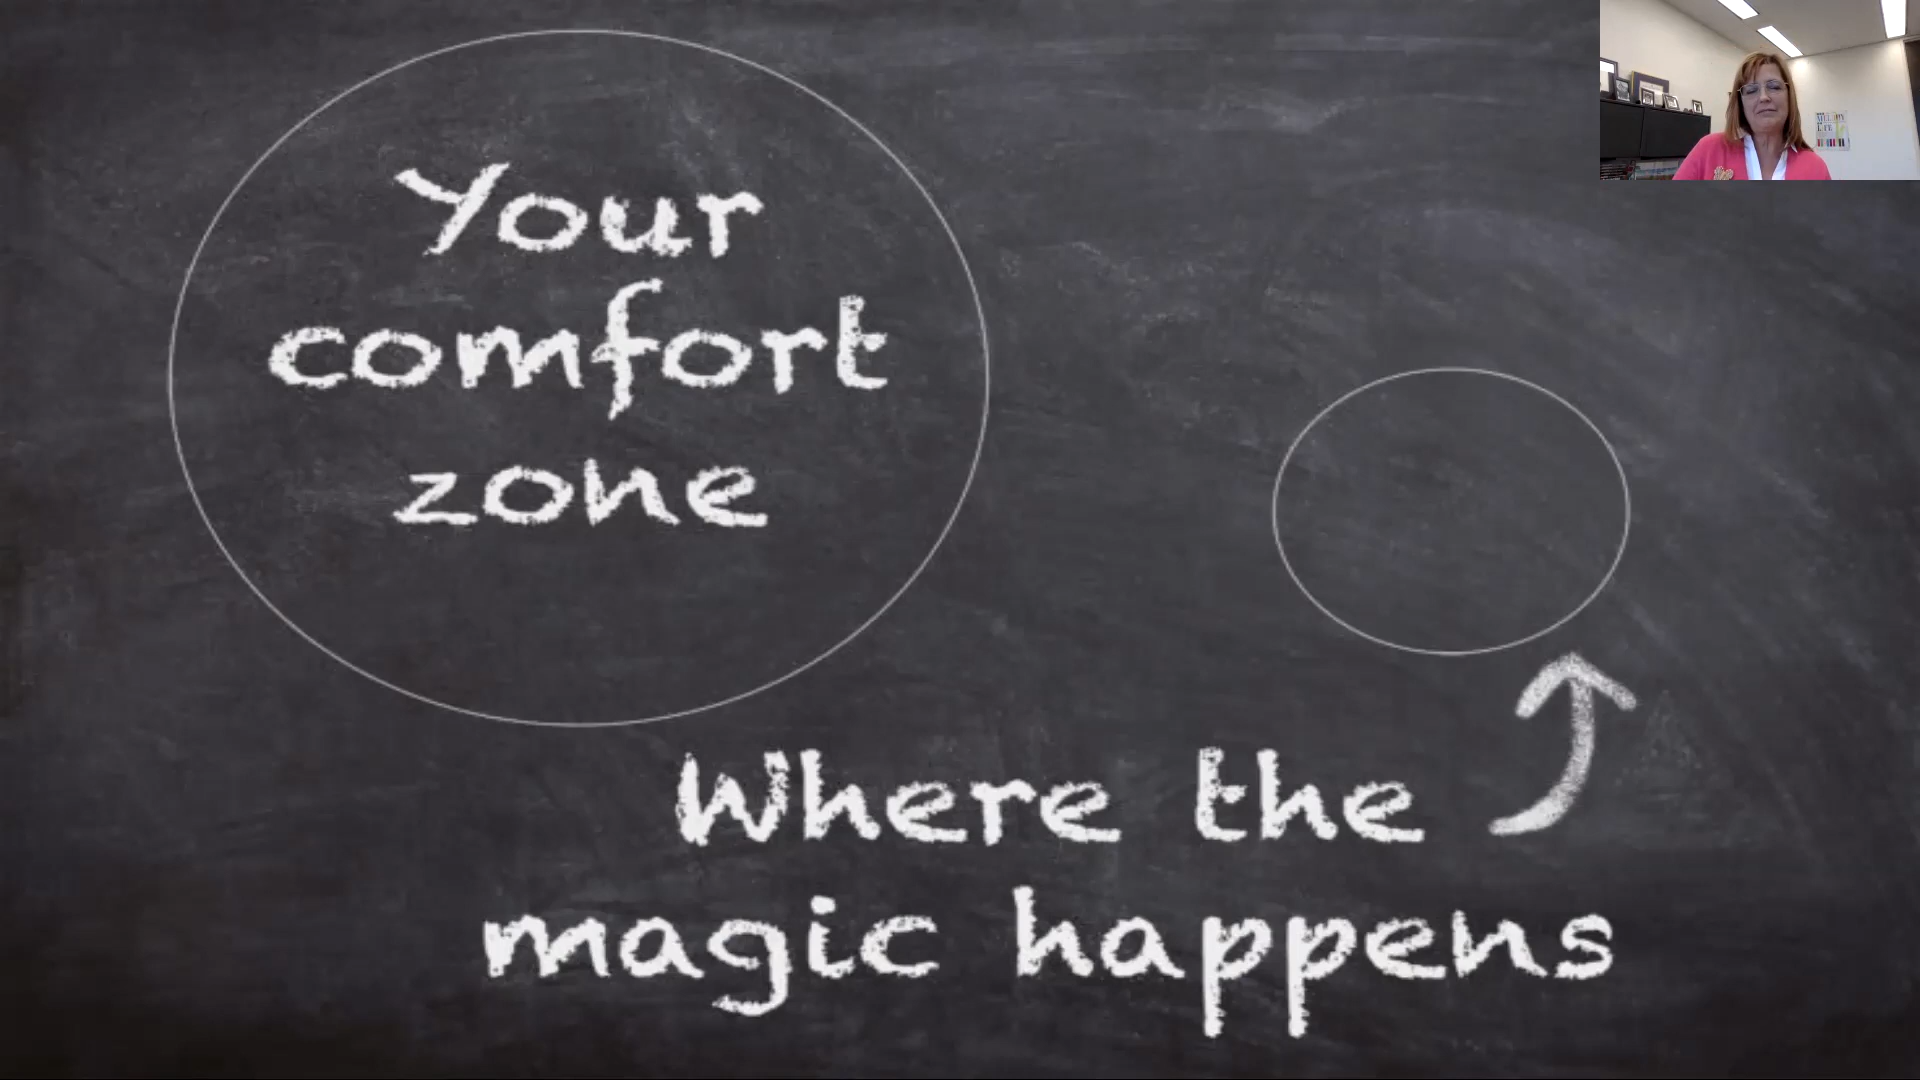 Your
comfort
zone
Where the
magic happens